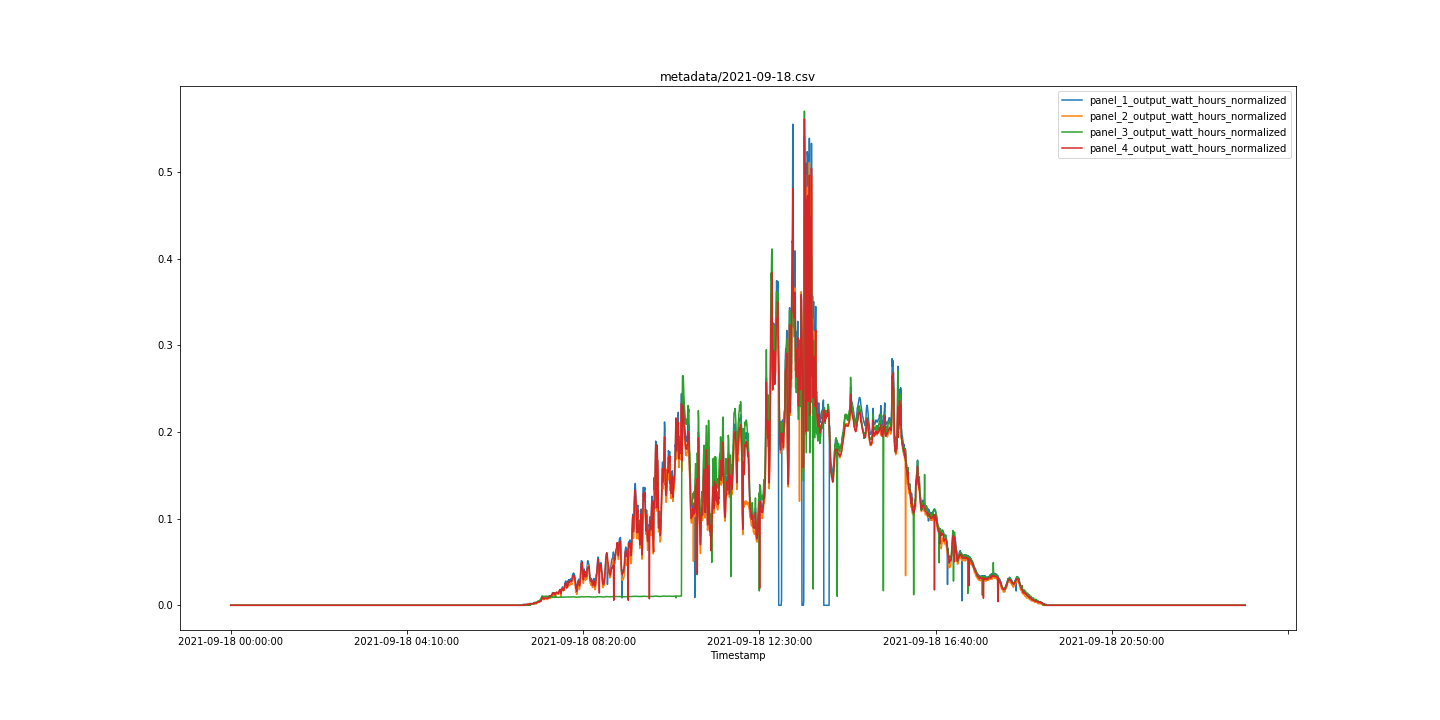 metadata/2021-09-18.csv
panel_1_output_watt_hours_normalized
panel_2_output_watt_hours_normalized
panel_3_output_watt_hours_normalized
panel_4_output_watt_hours_normalized
0.5
0.4
0.3
0.2
0.1
0.0
2021-09-18 00:00:00
2021-09-18 04:10:00
2021-09-18 08:20:00
2021-09-18 12:30:00
2021-09-18 16:40:00
2021-09-18 20:50:00
Timestamp